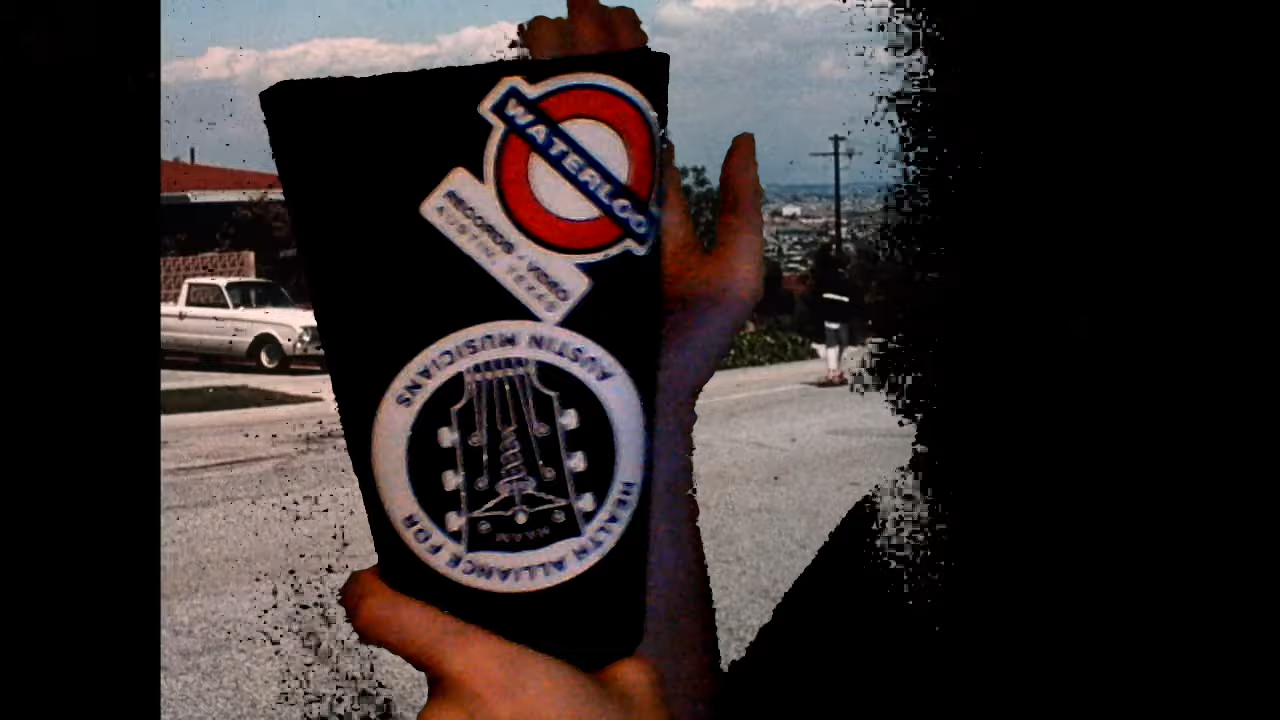 WATERLOO
RECORDS · VIDEO
AUSTIN, TEXAS
HEALTH ALLIANCE FOR
AUSTIN MUSICIANS
HAAM